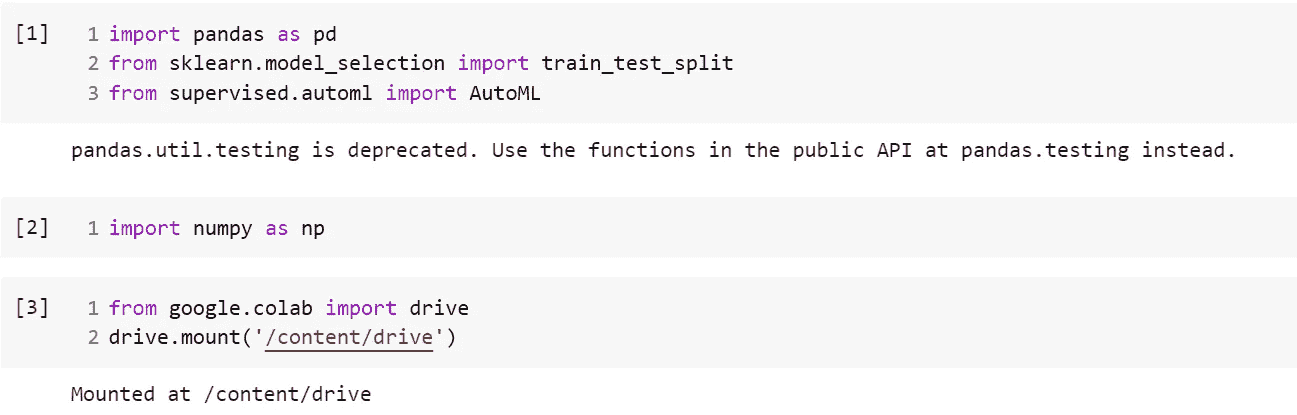 [1] 1 import pandas as pd
2 from sklearn.model_selection import train_test_split
3 from supervised.automl import AutoML
pandas.util.testing is deprecated. Use the functions in the public API at pandas.testing instead.
[2] 1 import numpy as np
[3] 1 from google.colab import drive
2 drive.mount('/content/drive')
Mounted at /content/drive